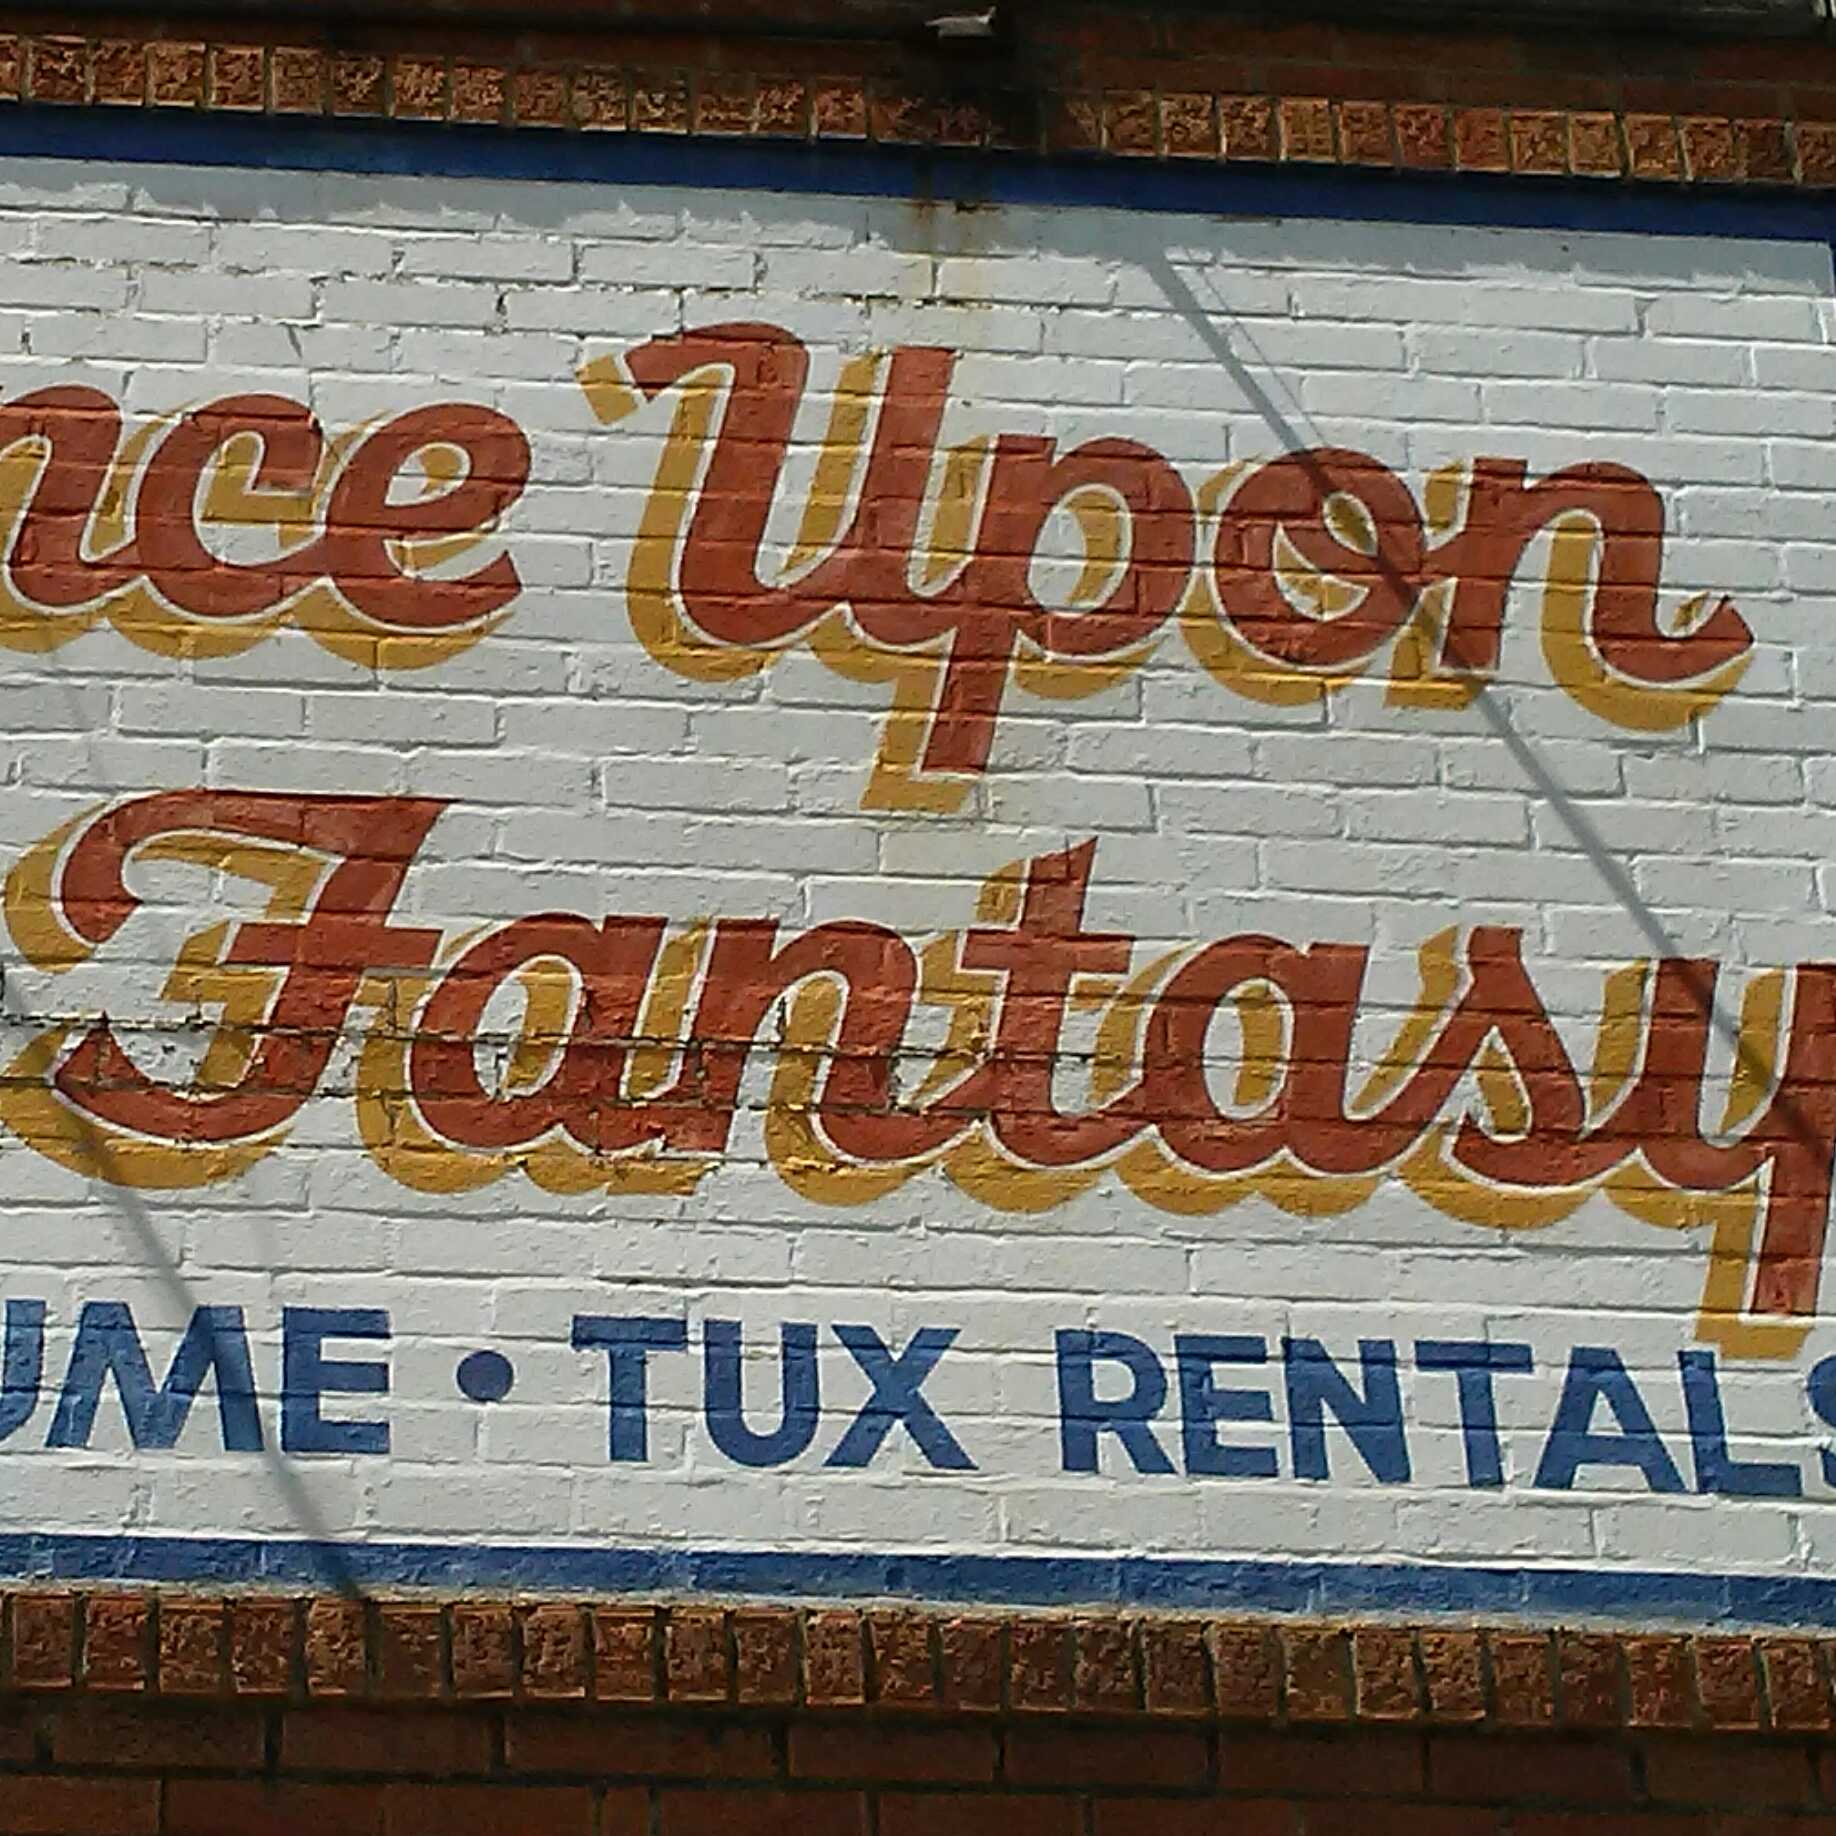 nce Upon
Fantasy
UME • TUX RENTALS